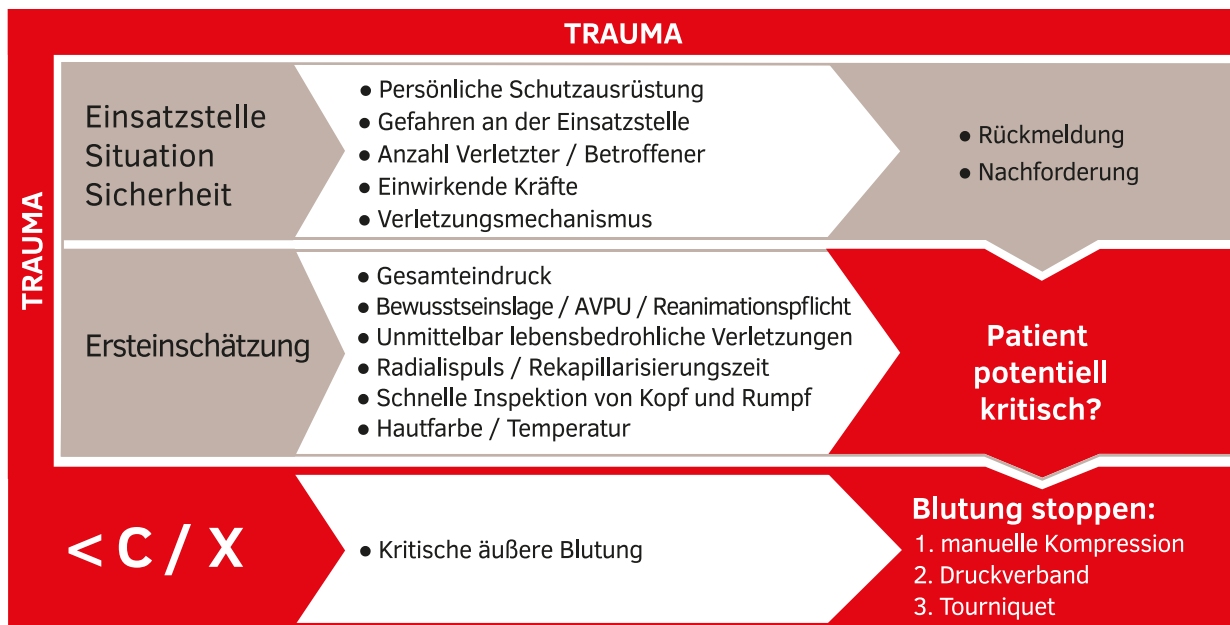 TRAUMA
TRAUMA
Einsatzstelle
Situation
Sicherheit
● Persönliche Schutzausrüstung
● Gefahren an der Einsatzstelle
● Anzahl Verletzter / Betroffener
● Einwirkende Kräfte
● Verletzungsmechanismus
● Rückmeldung
● Nachforderung
Ersteinschätzung
● Gesamteindruck
● Bewusstseinslage / AVPU / Reanimationspflicht
● Unmittelbar lebensbedrohliche Verletzungen
● Radialispuls / Rekapillarisierungszeit
● Schnelle Inspektion von Kopf und Rumpf
● Hautfarbe / Temperatur
Patient
potentiell
kritisch?
< C / X
● Kritische äußere Blutung
Blutung stoppen:
1. manuelle Kompression
2. Druckverband
3. Tourniquet